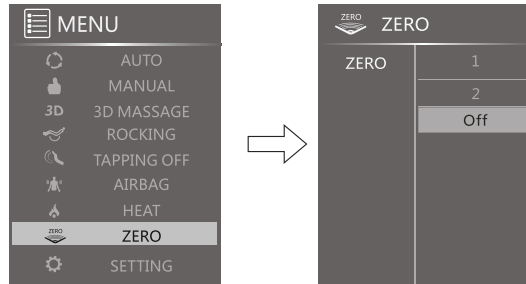 MENU
AUTO
MANUAL
3D 3D MASSAGE
ROCKING
TAPPING OFF
AIRBAG
HEAT
ZERO ZERO
SETTING
ZERO ZERO
ZERO 1
2
Off